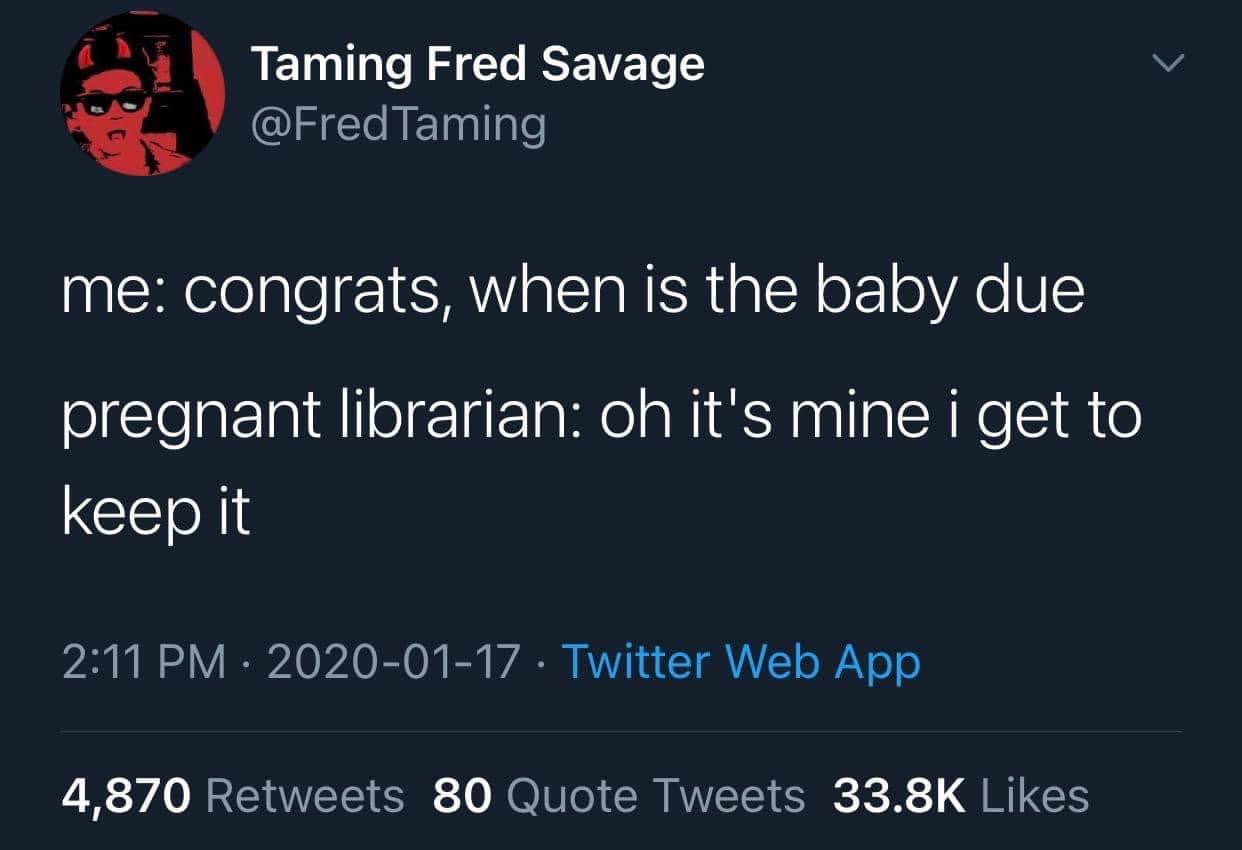 Taming Fred Savage
@FredTaming
me: congrats, when is the baby due
pregnant librarian: oh it's mine i get to
keep it
2:11 PM · 2020-01-17 · Twitter Web App
4,870 Retweets 80 Quote Tweets 33.8K Likes